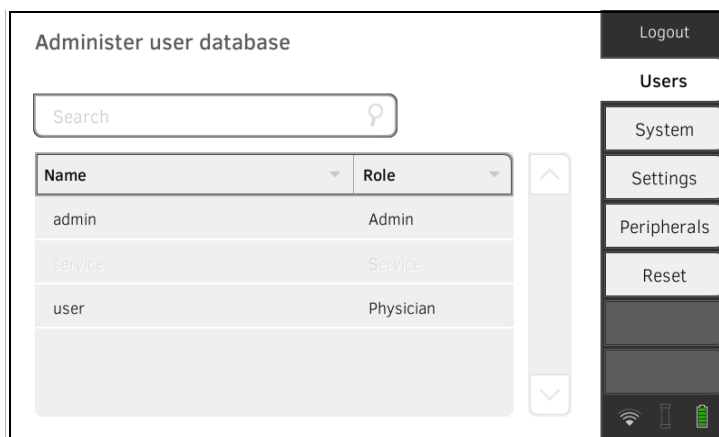 Administer user database
Search
Name Role
admin Admin
service Service
user Physician
Logout
Users
System
Settings
Peripherals
Reset